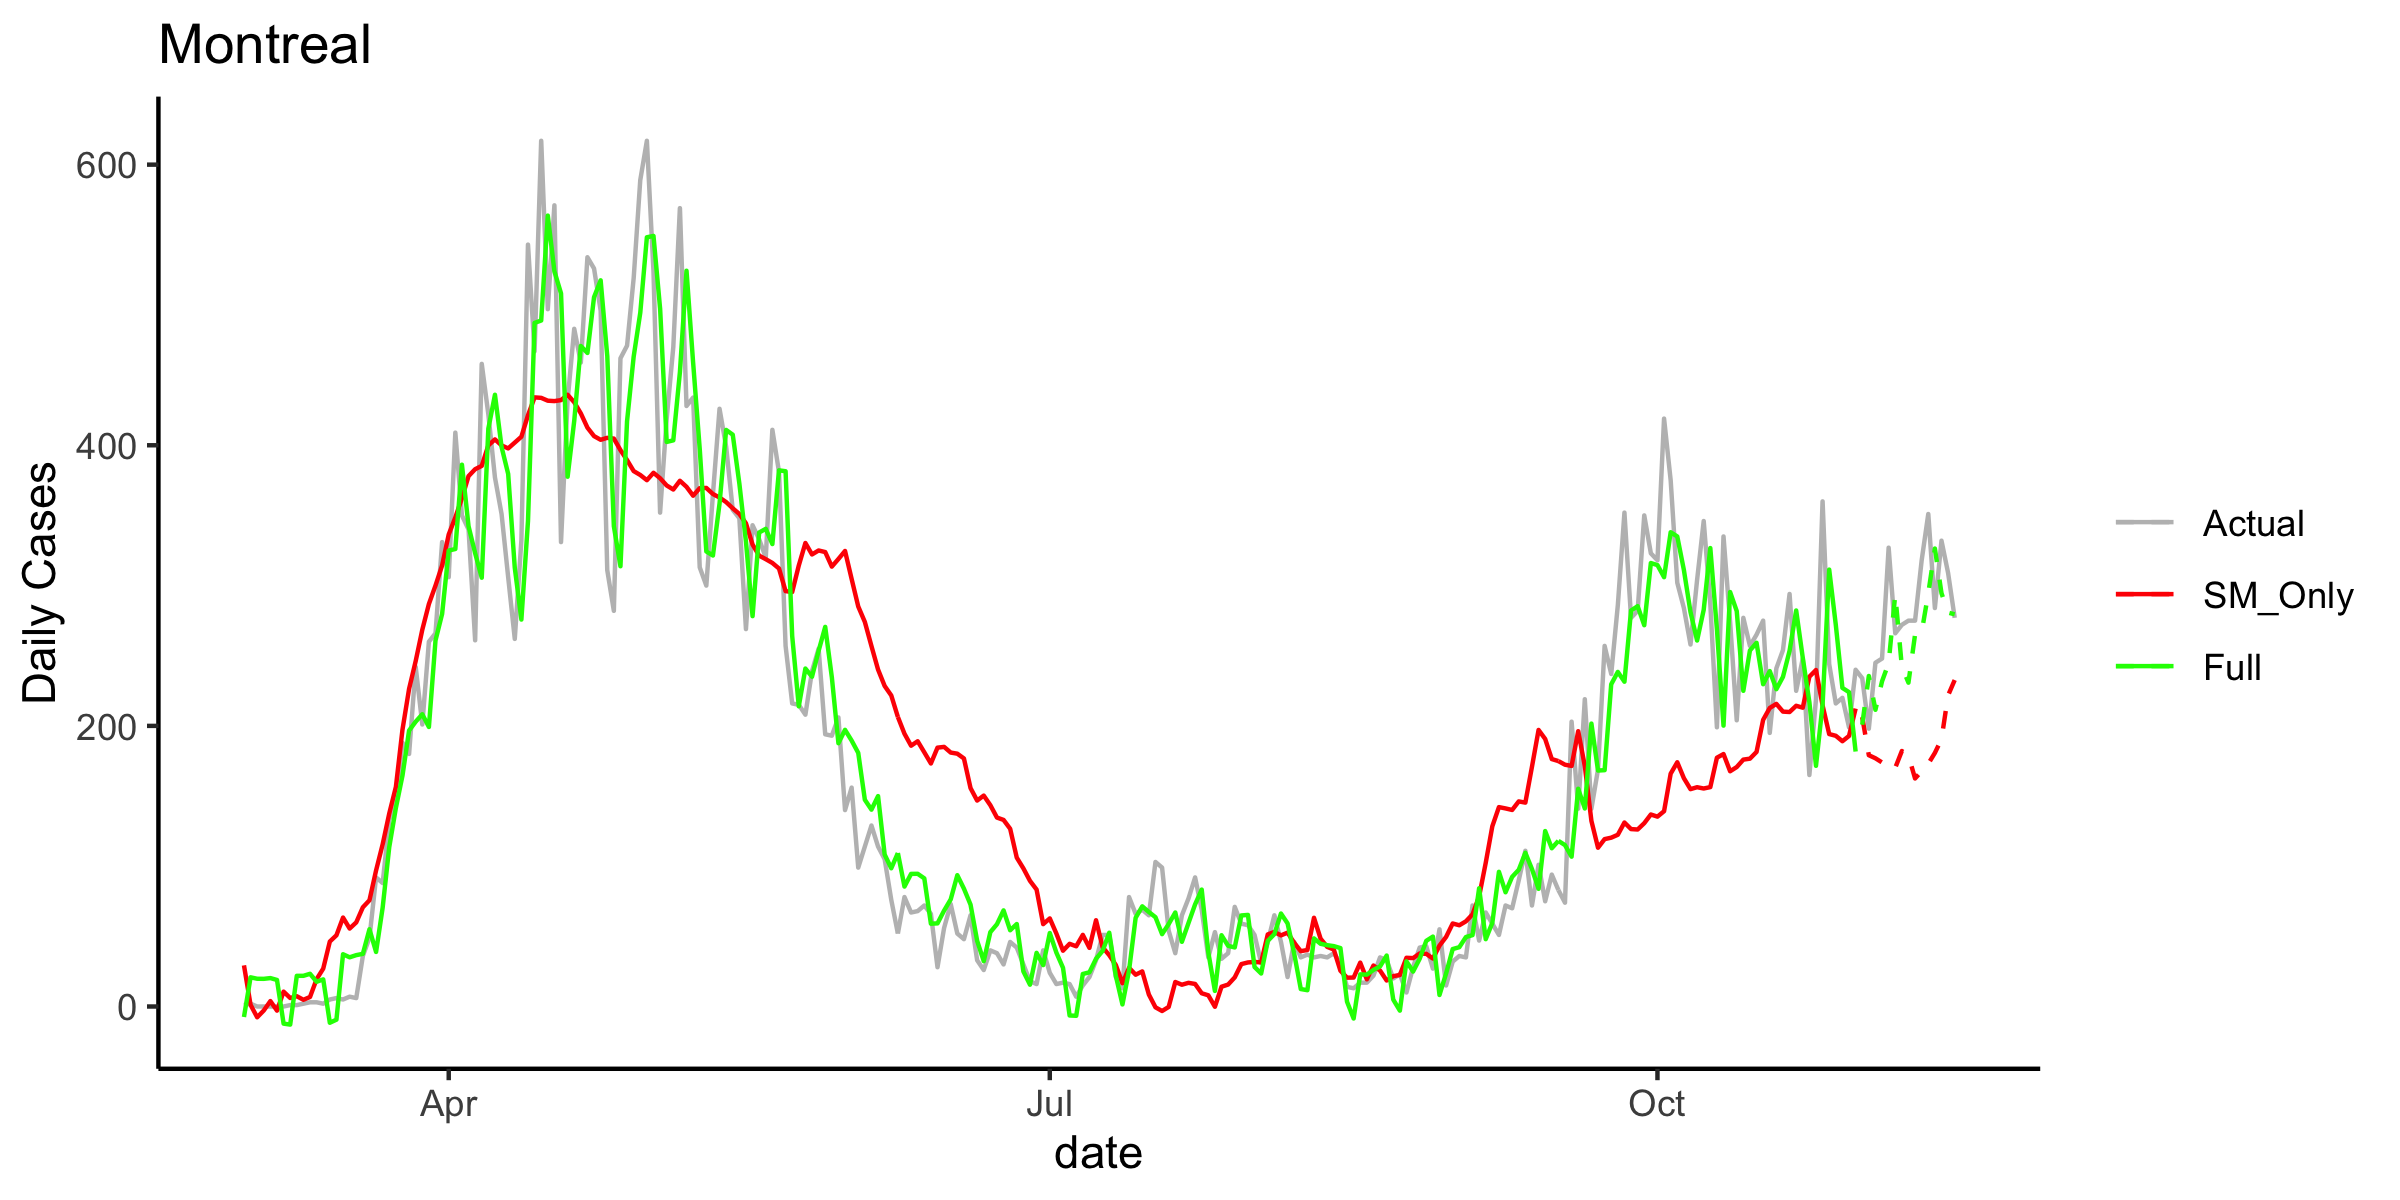 Montreal
Daily Cases
600
400
200
0
Apr
Jul
Oct
date
Actual
SM_Only
Full